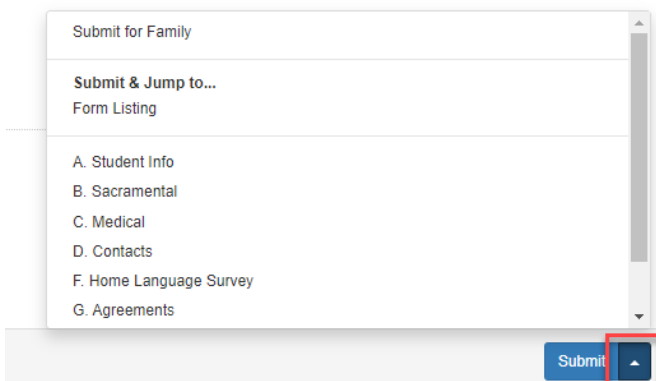 Submit for Family
Submit & Jump to...
Form Listing
A. Student Info
B. Sacramental
C. Medical
D. Contacts
F. Home Language Survey
G. Agreements
Submit